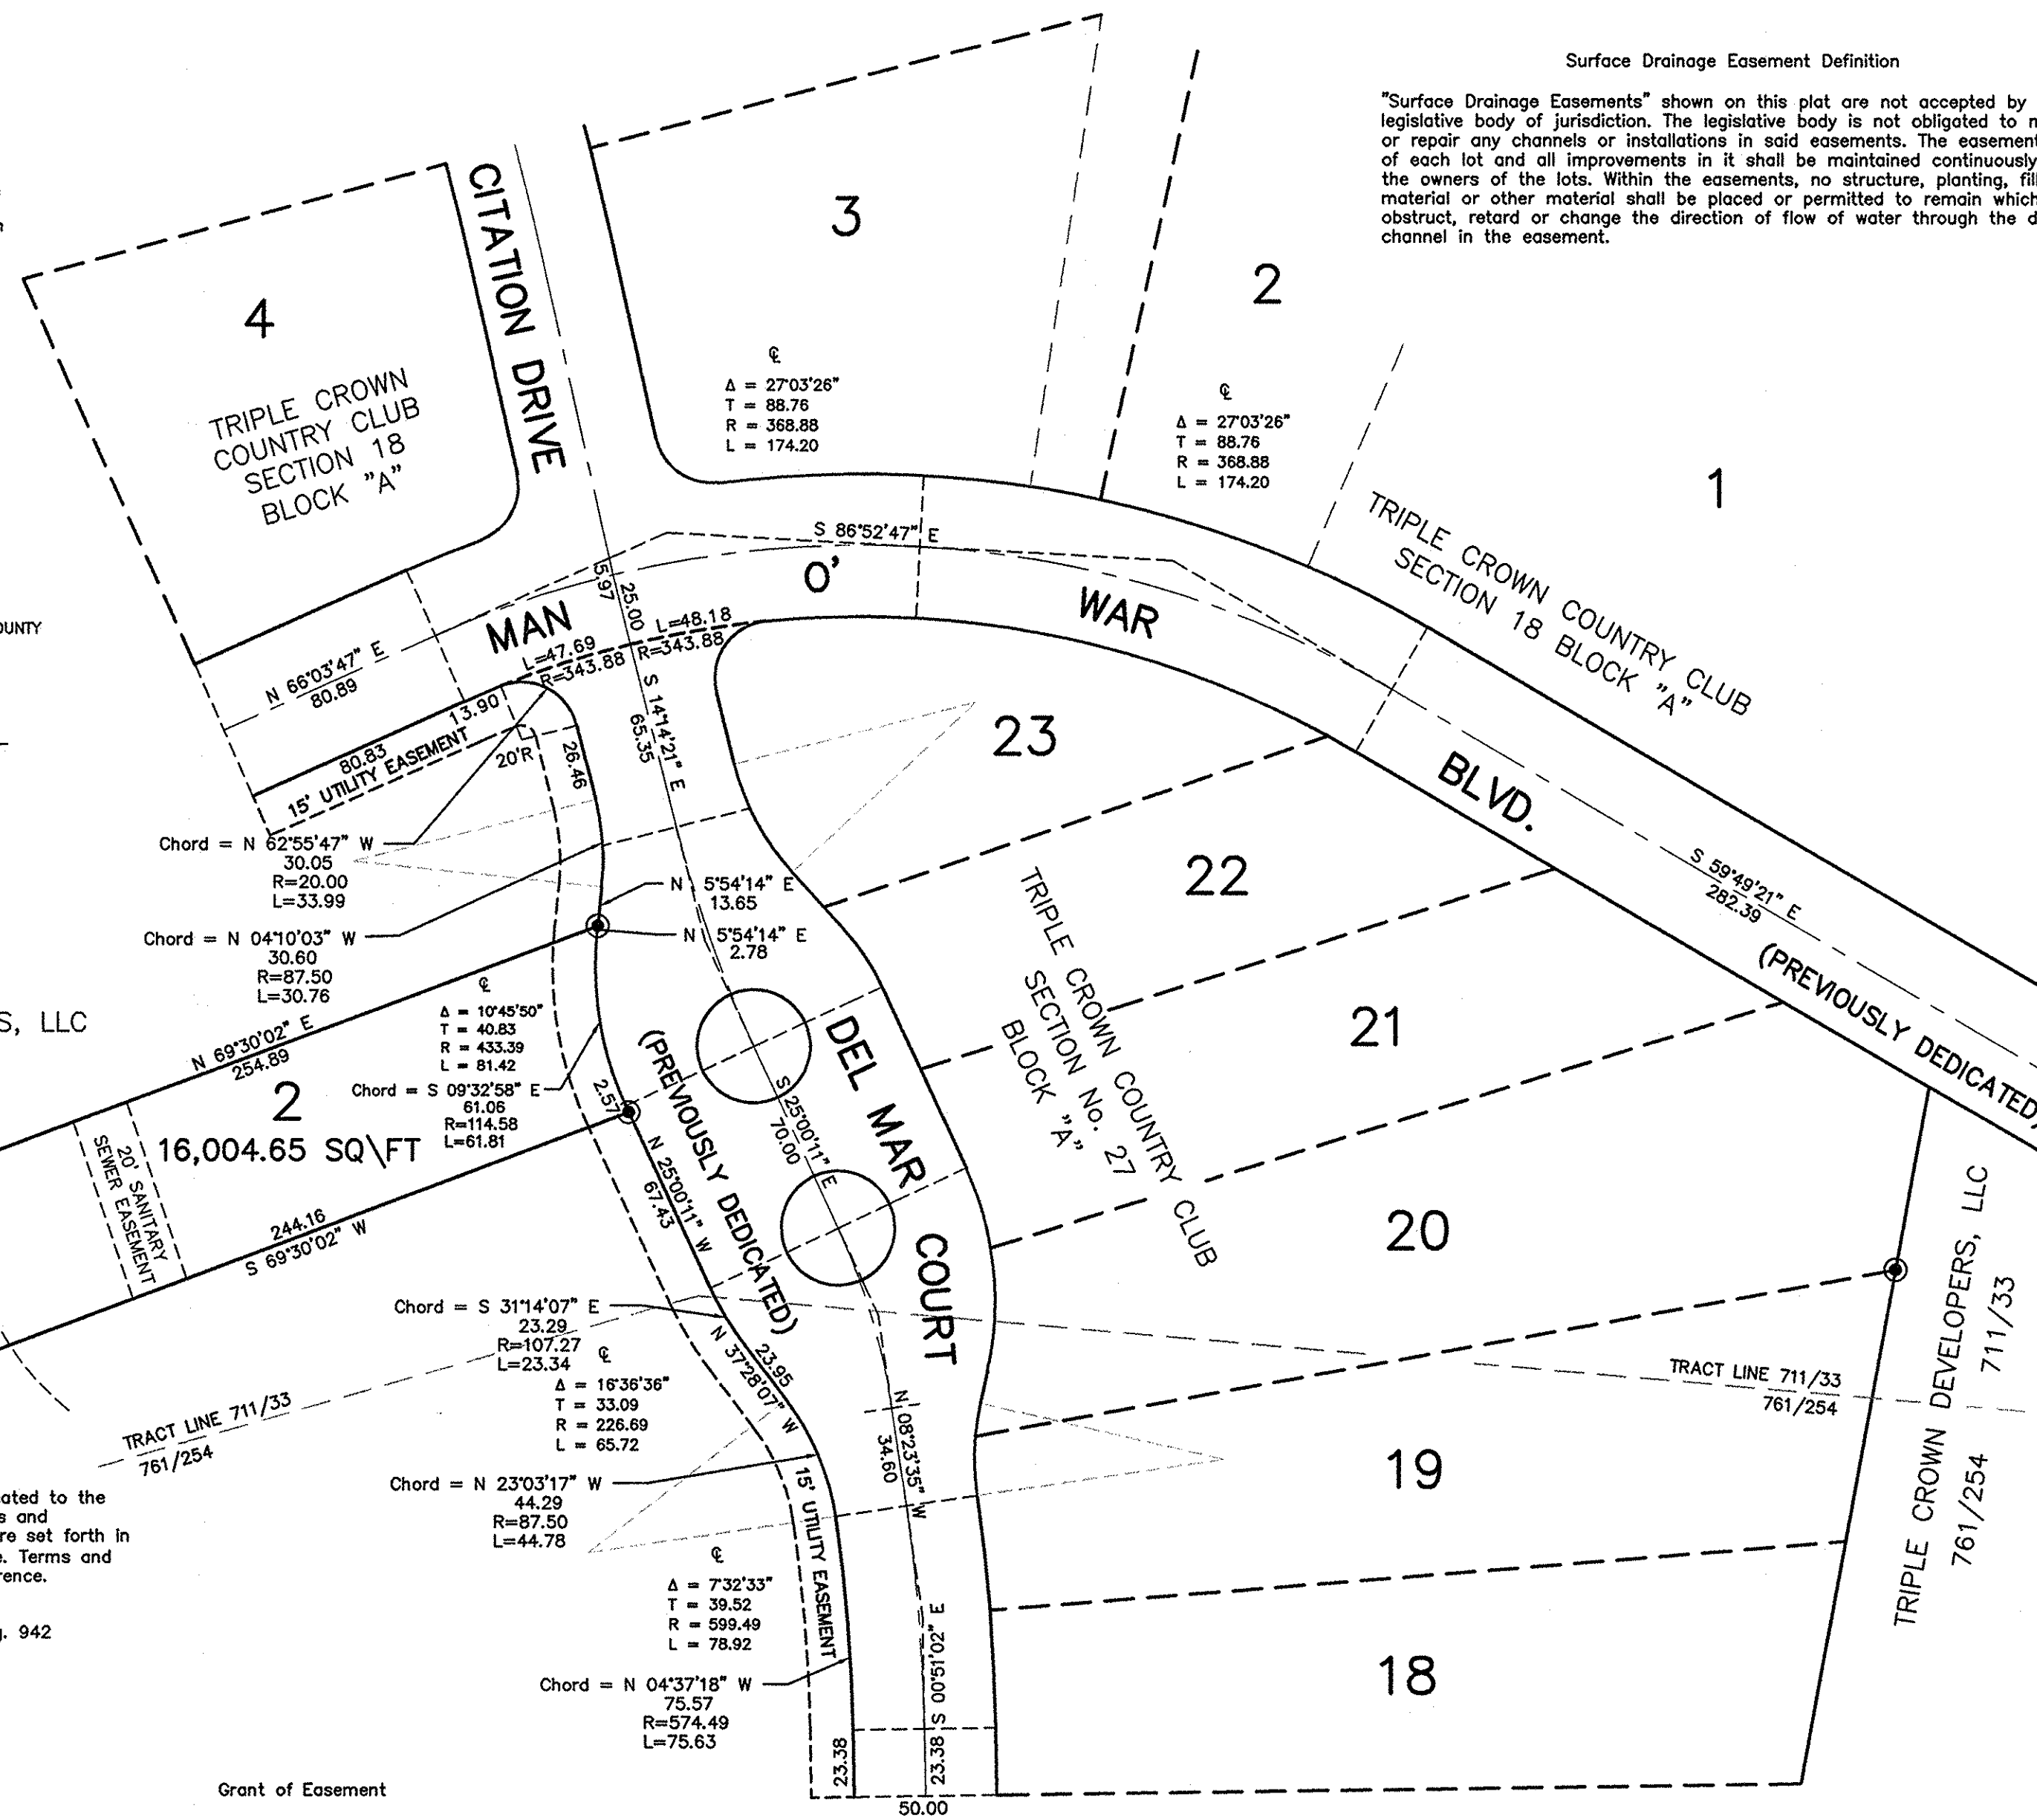 Surface Drainage Easement Definition
"Surface Drainage Easements" shown on this plat are not accepted by
legislative body of jurisdiction. The legislative body is not obligated to
or repair any channels or installations in said easements. The easement
of each lot and all improvements in it shall be maintained continuously
the owners of the lots. Within the easements, no structure, planting, fil
material or other material shall be placed or permitted to remain which
obstruct, retard or change the direction of flow of water through the d
channel in the easement.
CITATION DRIVE
4
TRIPLE CROWN
COUNTRY CLUB
SECTION 18
BLOCK "A"
3
2
1
℄
Δ = 27°03'26"
T = 88.76
R = 368.88
L = 174.20
℄
Δ = 27°03'26"
T = 88.76
R = 368.88
L = 174.20
TRIPLE CROWN COUNTRY CLUB
SECTION 18 BLOCK "A"
S 86°52'47" E
MAN
O'
WAR
BLVD.
(PREVIOUSLY DEDICATED)
S 59°49'21" E
282.39
OUNTY
N 66°03'47" E
80.89
5.97
25.00
L=47.69
R=343.88
L=48.18
R=343.88
13.90
80.83
15' UTILITY EASEMENT
20'R
26.46
S 14°14'21" E
65.35
Chord = N 62°55'47" W
30.05
R=20.00
L=33.99
N 5°54'14" E
13.65
N 5°54'14" E
2.78
Chord = N 04°10'03" W
30.60
R=87.50
L=30.76
S, LLC
℄
Δ = 10°45'50"
T = 40.83
R = 433.39
L = 81.42
N 69°30'02" E
254.89
2
16,004.65 SQ\FT
Chord = S 09°32'58" E
61.06
R=114.58
L=61.81
2.57
20' SANITARY
SEWER EASEMENT
244.16
S 69°30'02" W
(PREVIOUSLY DEDICATED)
N 25°00'11" W
67.43
S 25°00'11" E
70.00
DEL MAR
COURT
23
22
21
20
19
18
TRIPLE CROWN COUNTRY CLUB
SECTION No. 27
BLOCK "A"
Chord = S 31°14'07" E
23.29
R=107.27
L=23.34
23.95
N 37°28'07" W
℄
Δ = 16°36'36"
T = 33.09
R = 226.69
L = 65.72
TRACT LINE 711/33
761/254
TRACT LINE 711/33
761/254
TRIPLE CROWN DEVELOPERS, LLC
761/254 711/33
N 08°23'35" W
34.60
Chord = N 23°03'17" W
44.29
R=87.50
L=44.78
15' UTILITY EASEMENT
ated to the
s and
re set forth in
e. Terms and
rence.
. 942
℄
Δ = 7°32'33"
T = 39.52
R = 599.49
L = 78.92
Chord = N 04°37'18" W
75.57
R=574.49
L=75.63
S 00°51'02" E
23.38
23.38
50.00
Grant of Easement